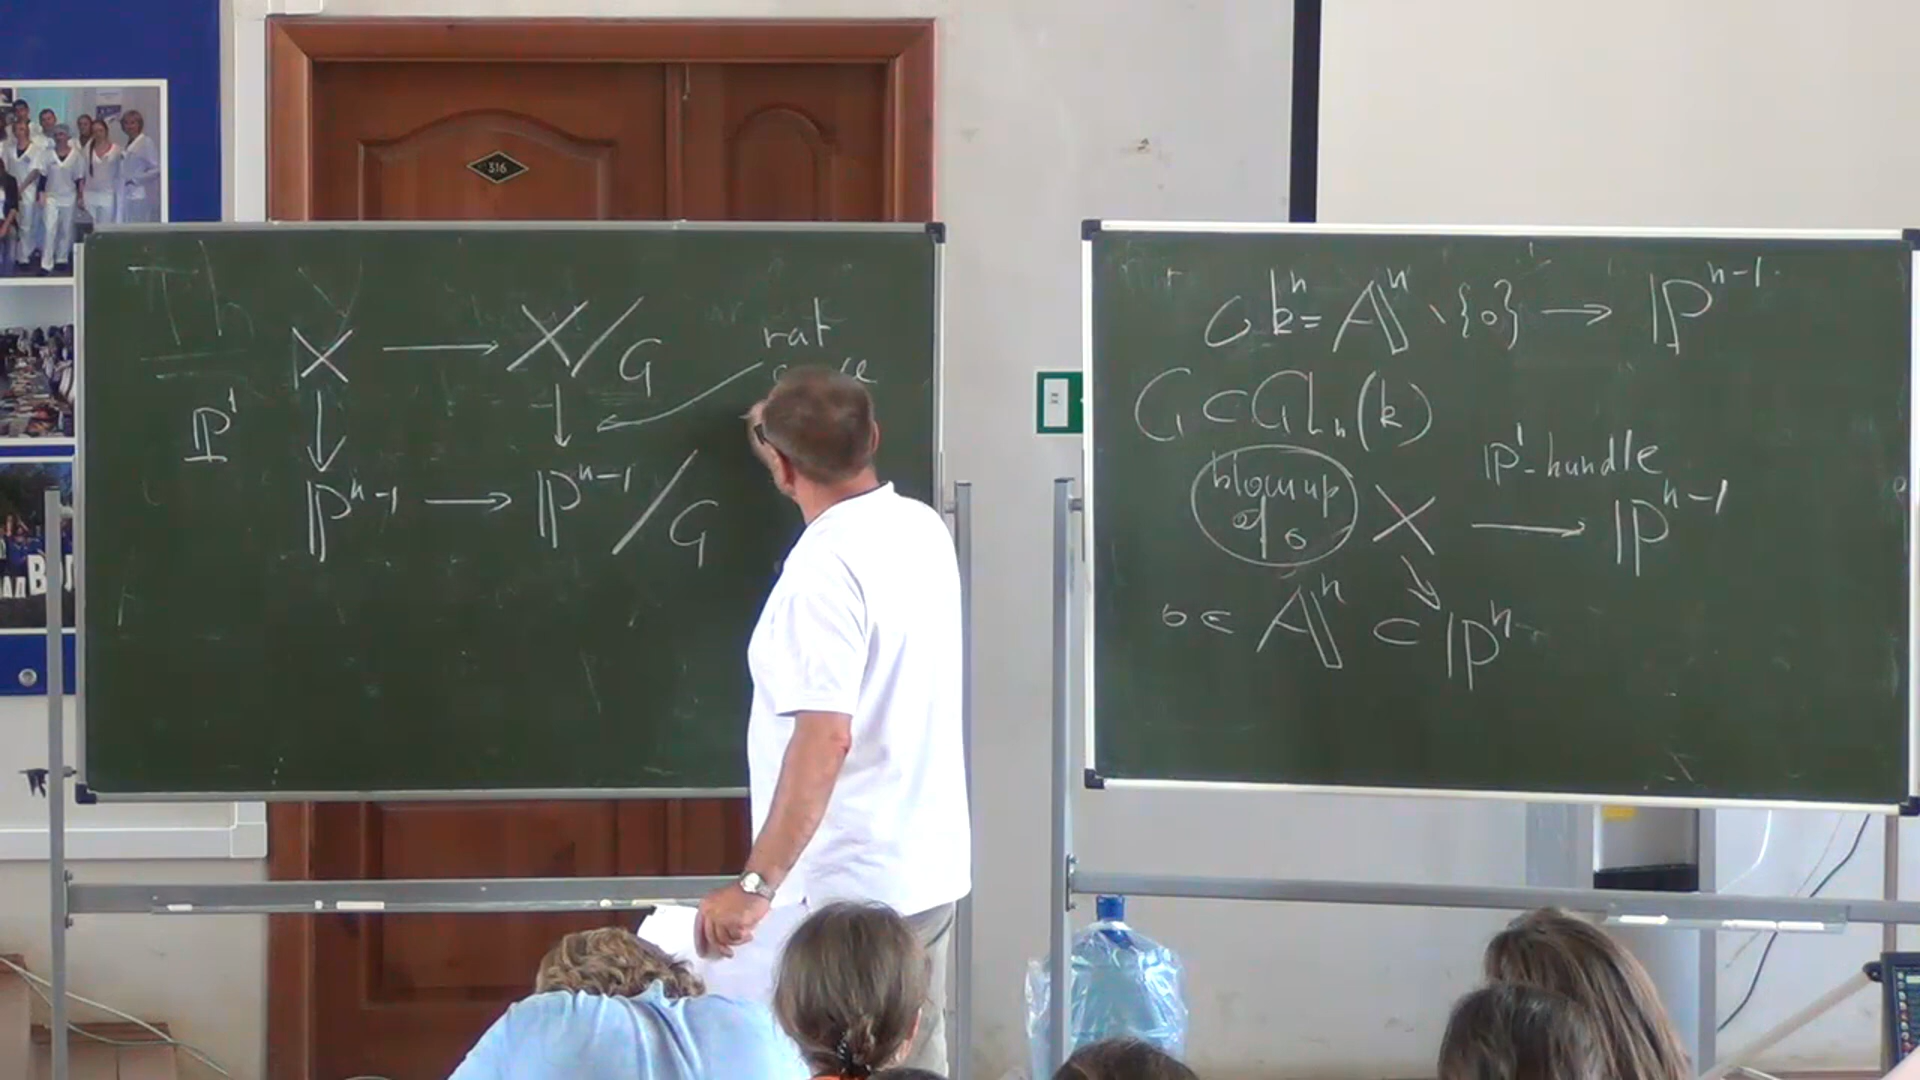 316
Th
X ⟶ X/G
rat
ℙ¹
ℙⁿ⁻¹ ⟶ ℙⁿ⁻¹/G
kⁿ = 𝔸ⁿ \ {0} ⟶ ℙⁿ⁻¹
G ⊂ GLₙ(k)
ℙ¹-bundle
blow up
of 0
X ⟶ ℙⁿ⁻¹
0 ∈ 𝔸ⁿ ⊂ ℙⁿ